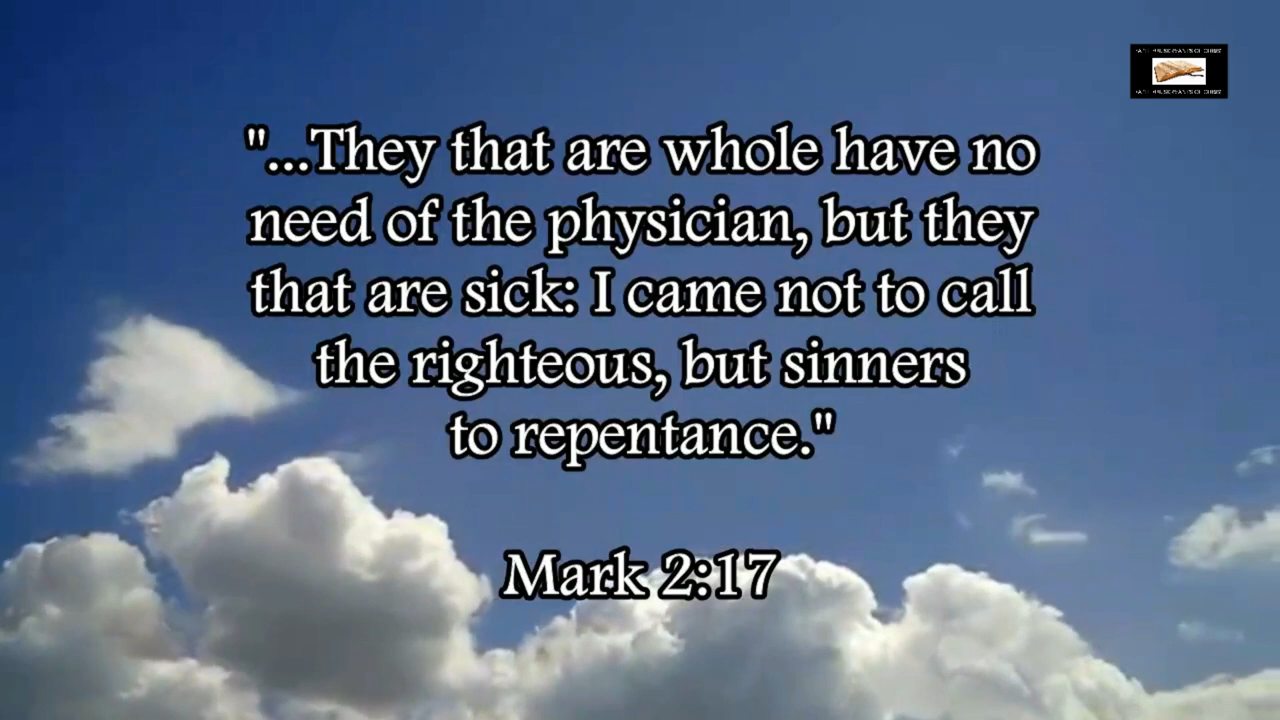 "...They that are whole have no
need of the physician, but they
that are sick: I came not to call
the righteous, but sinners
to repentance."
Mark 2:17